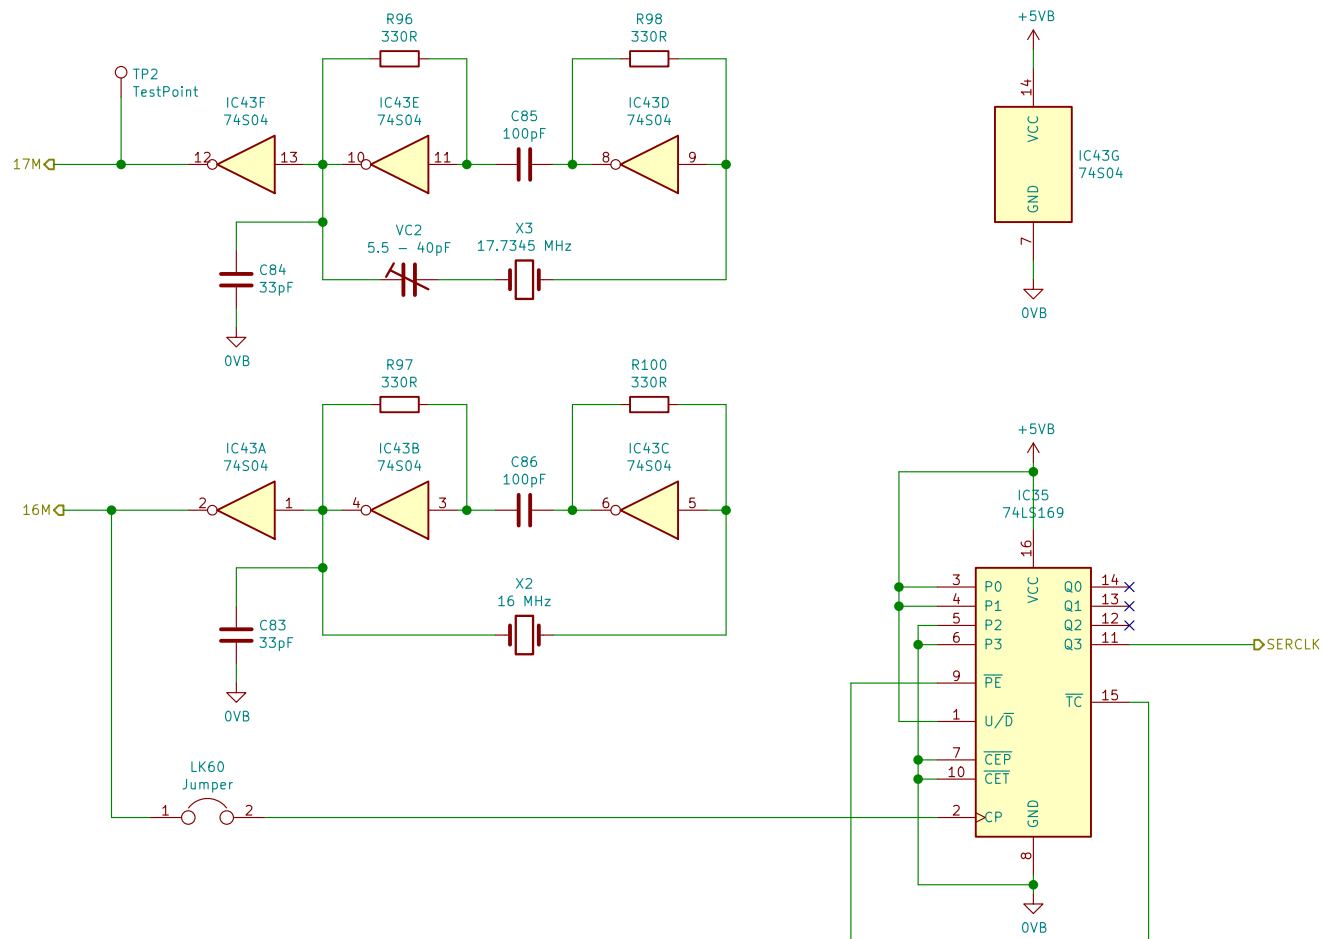 R96
330R
R98
330R
+5VB
TP2
TestPoint
IC43F
74S04
IC43E
74S04
C85
100pF
IC43D
74S04
14
VCC
GND
7
IC43G
74S04
0VB
17M
12
13
10
11
8
9
VC2
5.5 – 40pF
X3
17.7345 MHz
C84
33pF
0VB
R97
330R
R100
330R
IC43A
74S04
IC43B
74S04
C86
100pF
IC43C
74S04
16M
2
1
4
3
6
5
X2
16 MHz
C83
33pF
0VB
+5VB
IC35
74LS169
16
VCC
3
P0
Q0
14
4
P1
Q1
13
5
P2
Q2
12
6
P3
Q3
11
SERCLK
9
PE
TC
15
1
U/D
7
CEP
10
CET
2
CP
GND
8
0VB
LK60
Jumper
1
2